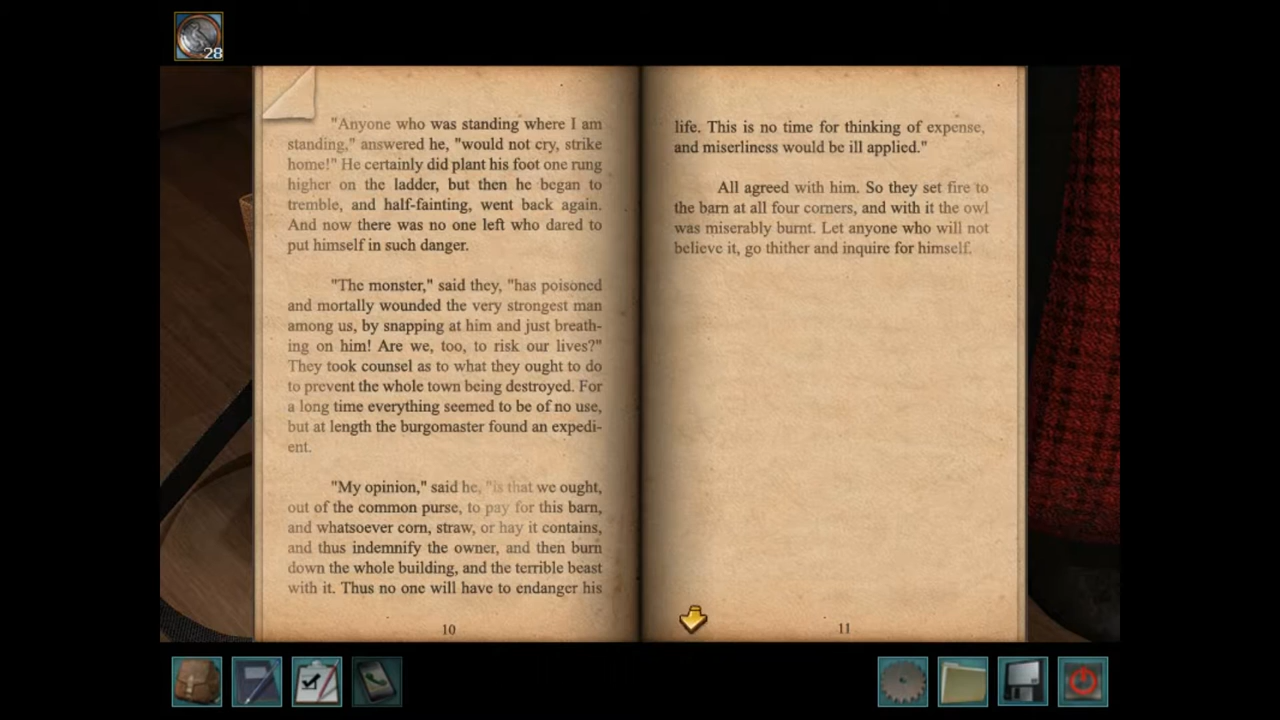 28
"Anyone who was standing where I am
standing," answered he, "would not cry, strike
home!" He certainly did plant his foot one rung
higher on the ladder, but then he began to
tremble, and half-fainting, went back again.
And now there was no one left who dared to
put himself in such danger.
"The monster," said they, "has poisoned
and mortally wounded the very strongest man
among us, by snapping at him and just breath-
ing on him! Are we, too, to risk our lives?"
They took counsel as to what they ought to do
to prevent the whole town being destroyed. For
a long time everything seemed to be of no use,
but at length the burgomaster found an expedi-
ent.
"My opinion," said he, "is that we ought,
out of the common purse, to pay for this barn,
and whatsoever corn, straw, or hay it contains,
and thus indemnify the owner, and then burn
down the whole building, and the terrible beast
with it. Thus no one will have to endanger his
10
life. This is no time for thinking of expense,
and miserliness would be ill applied."
All agreed with him. So they set fire to
the barn at all four corners, and with it the owl
was miserably burnt. Let anyone who will not
believe it, go thither and inquire for himself.
11